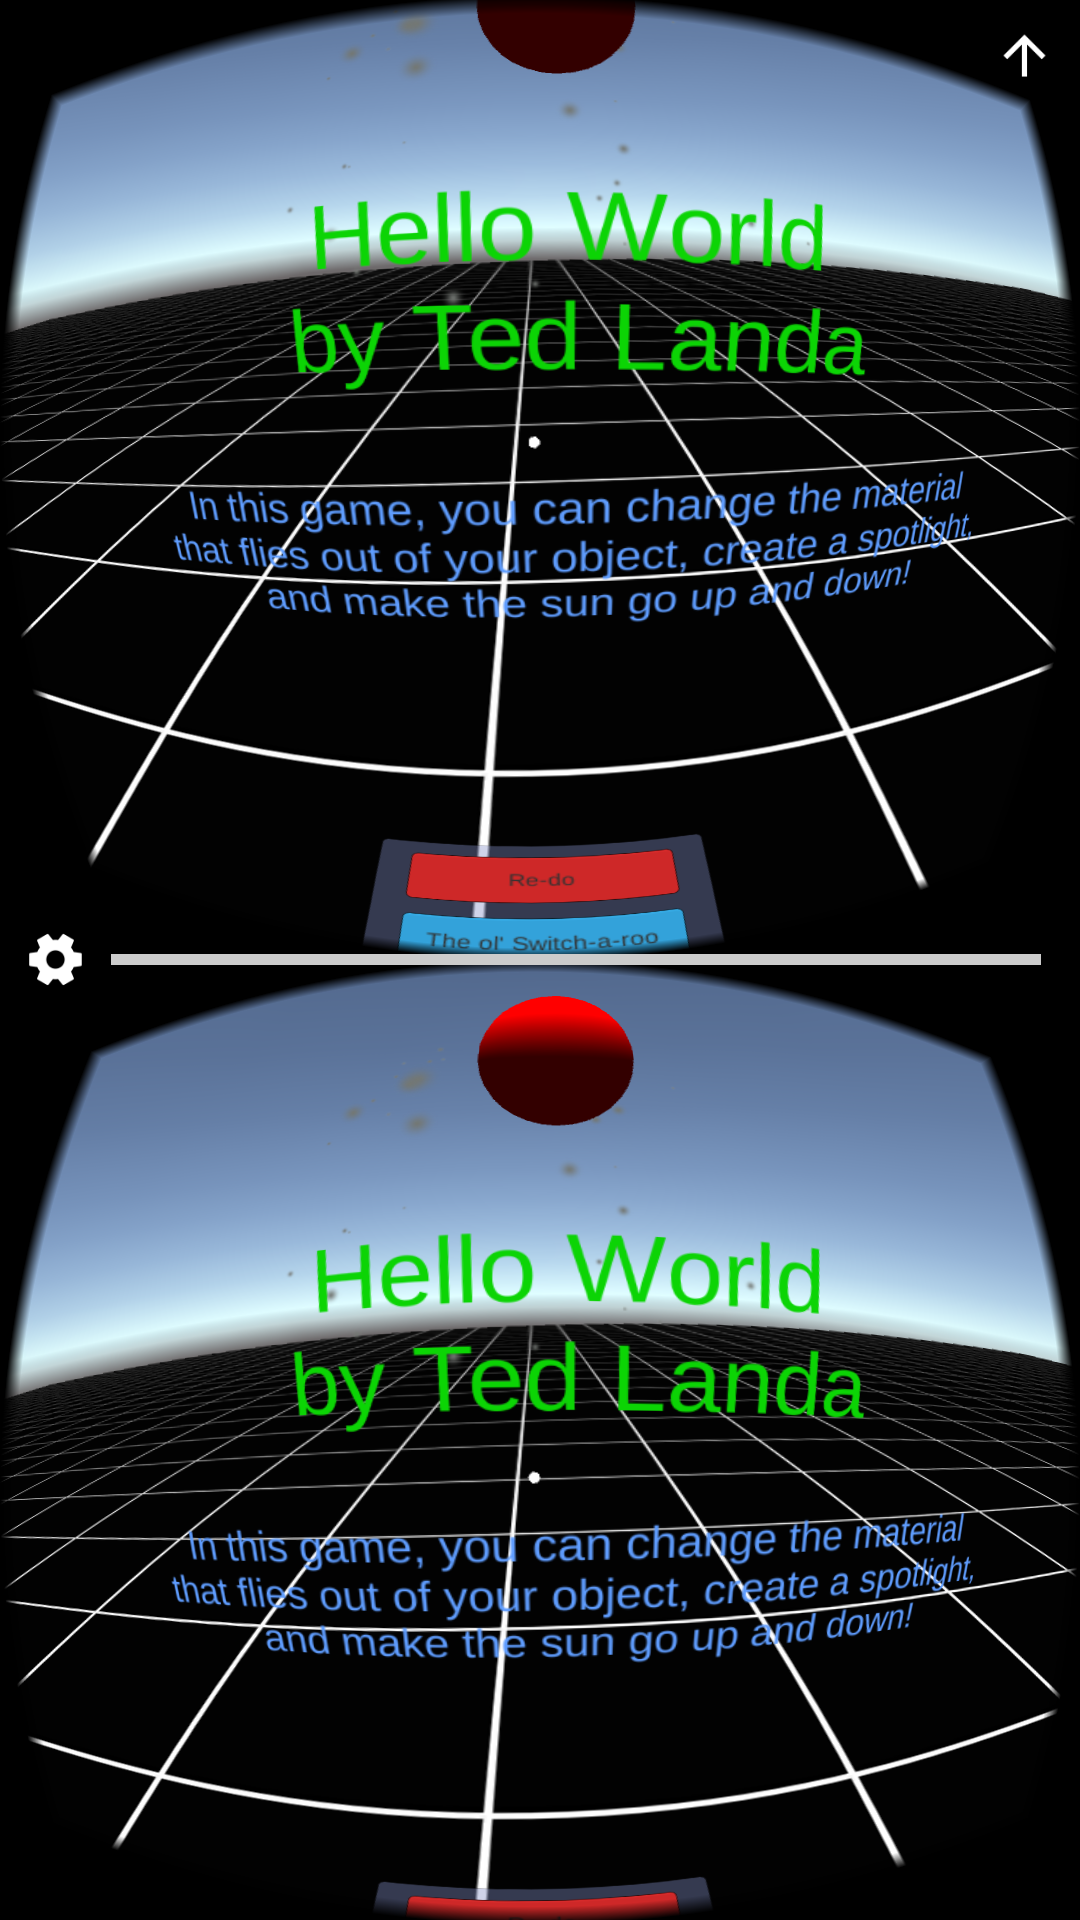 Hello World
by Ted Landa
In this game, you can change the material
that flies out of your object, create a spotlight,
and make the sun go up and down!
Re-do
The ol' Switch-a-roo
Hello World
by Ted Landa
In this game, you can change the material
that flies out of your object, create a spotlight,
and make the sun go up and down!